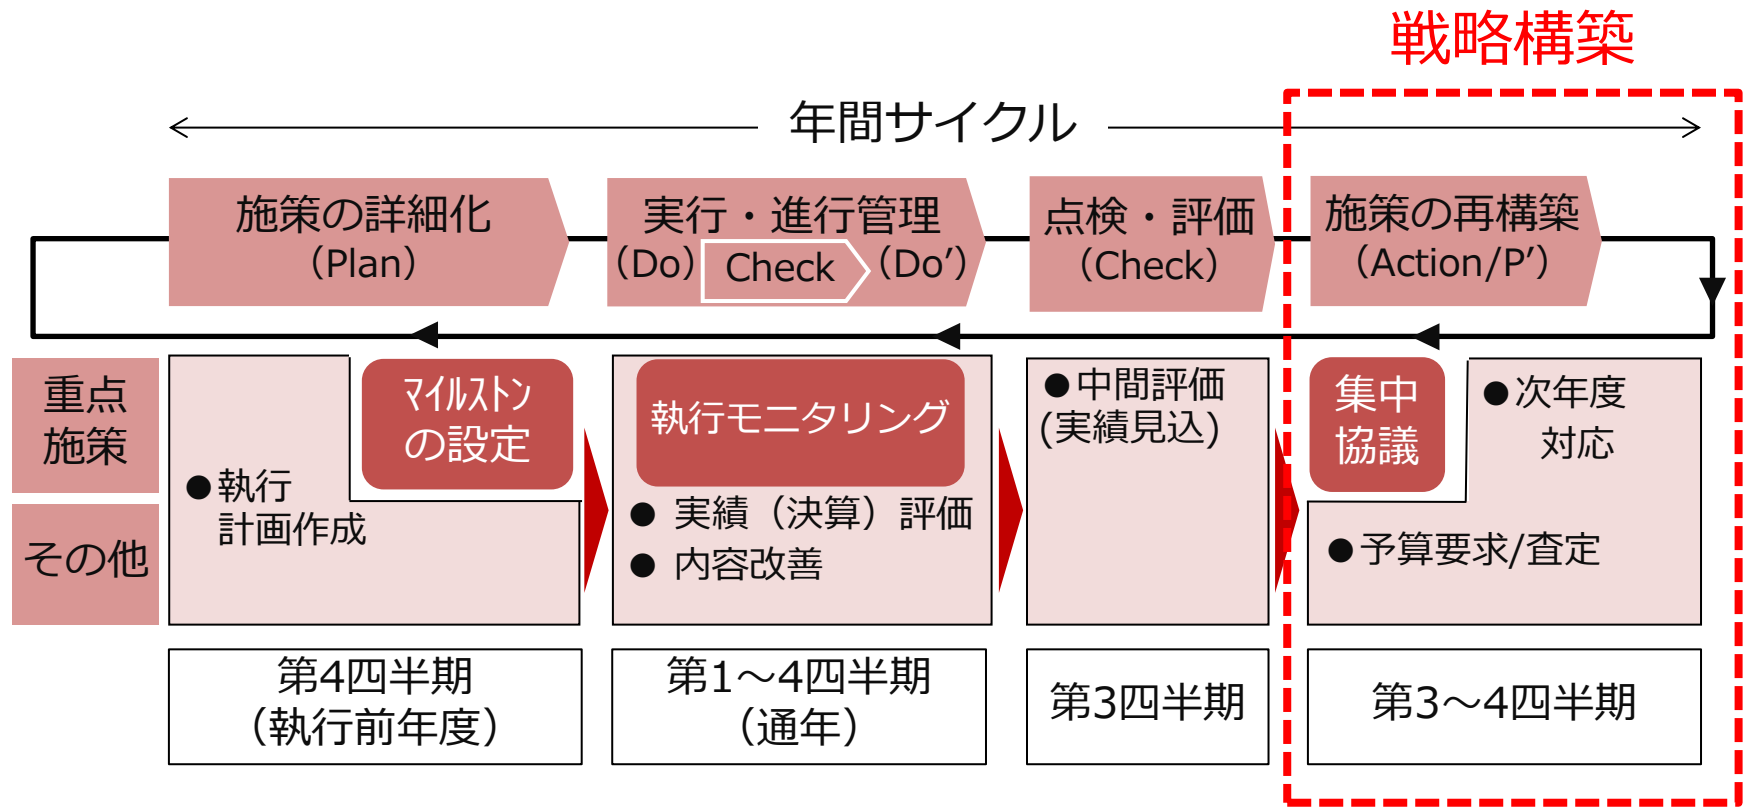 戦略構築
年間サイクル
施策の詳細化
（Plan）
実行・進行管理
（Do） Check （Do’）
点検・評価
（Check）
施策の再構築
（Action/P’）
重点
施策
その他
ﾏｲﾙｽﾄﾝ
の設定
●執行
計画作成
執行モニタリング
● 実績（決算）評価
● 内容改善
●中間評価
(実績見込)
集中
協議
●次年度
対応
●予算要求/査定
第4四半期
（執行前年度）
第1～4四半期
（通年）
第3四半期
第3～4四半期